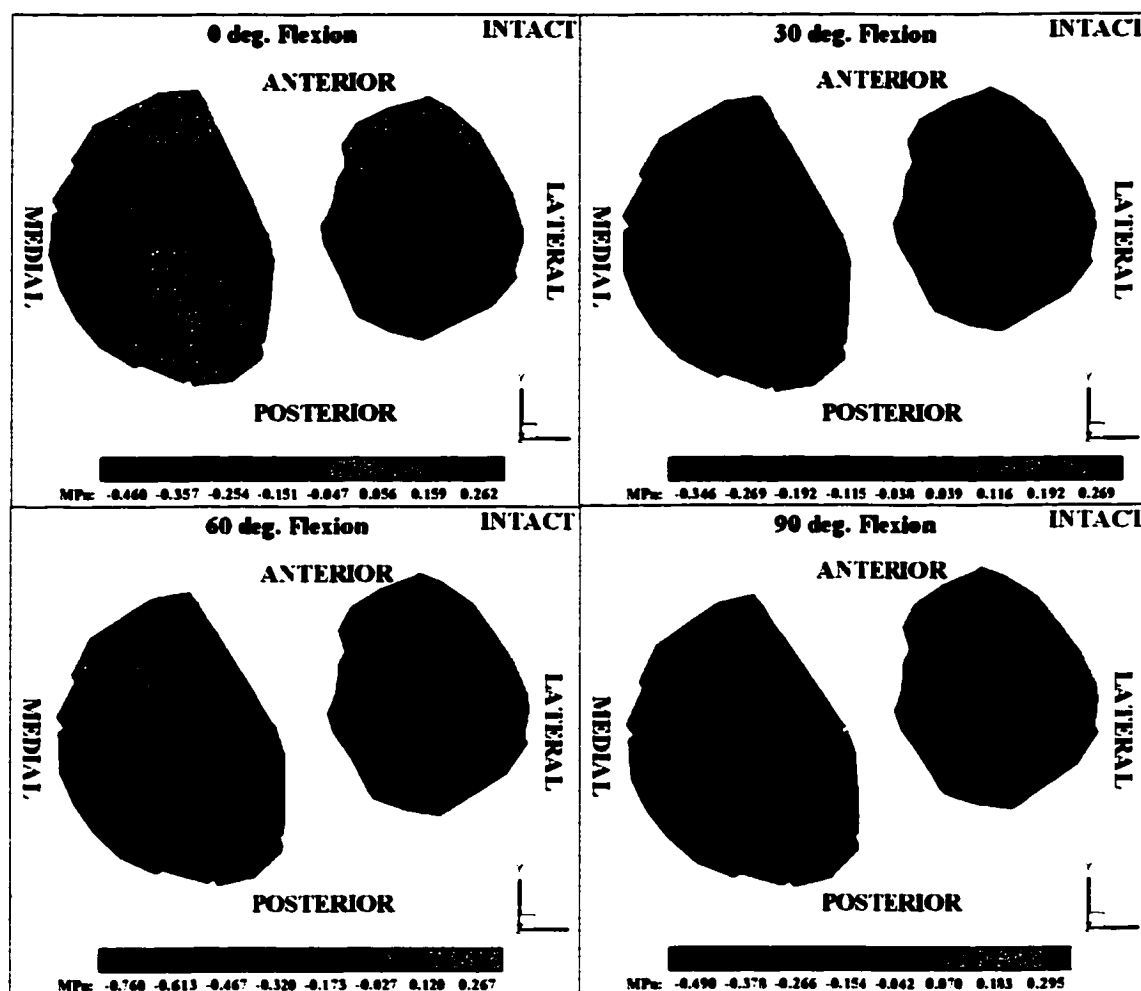 0 deg. Flexion INTACT
ANTERIOR
MEDIAL
LATERAL
POSTERIOR
Y
MPa: -0.460 -0.357 -0.254 -0.151 -0.047 0.056 0.159 0.262
30 deg. Flexion INTACT
ANTERIOR
MEDIAL
LATERAL
POSTERIOR
Y
MPa: -0.346 -0.269 -0.192 -0.115 -0.038 0.039 0.116 0.192 0.269
60 deg. Flexion INTACT
ANTERIOR
MEDIAL
LATERAL
POSTERIOR
Y
MPa: -0.760 -0.613 -0.467 -0.320 -0.173 -0.027 0.120 0.267
90 deg. Flexion INTACT
ANTERIOR
MEDIAL
LATERAL
POSTERIOR
Y
MPa: -0.490 -0.378 -0.266 -0.154 -0.042 0.070 0.183 0.295